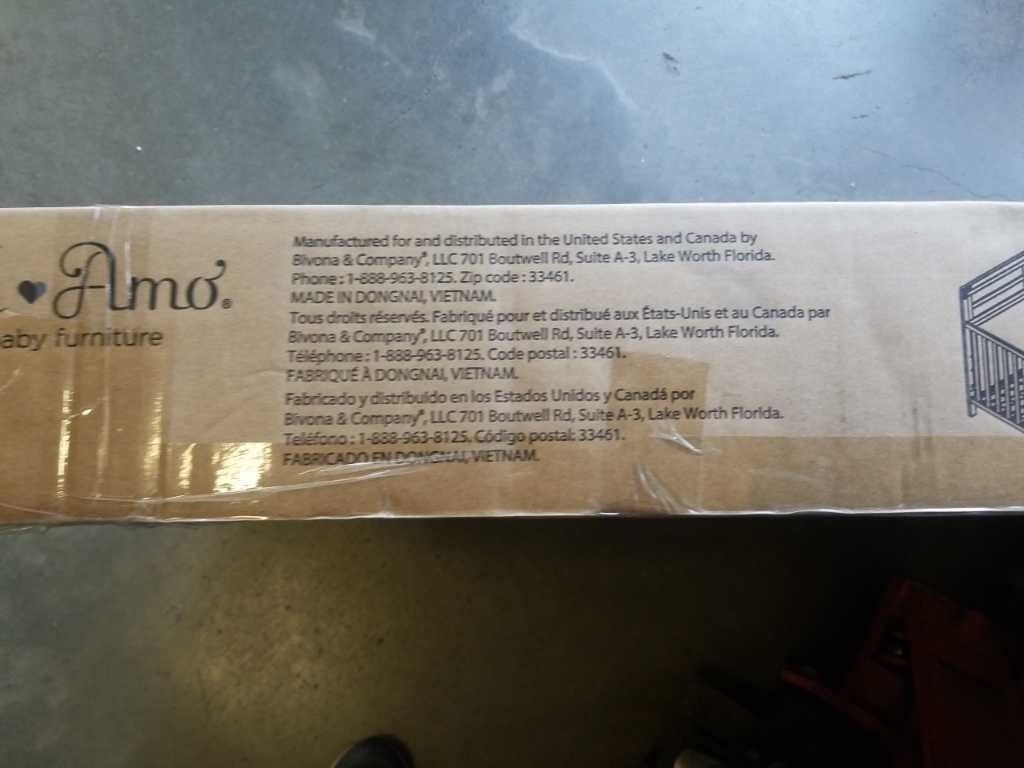 Amo®
baby furniture
Manufactured for and distributed in the United States and Canada by
Bivona & Company®, LLC 701 Boutwell Rd, Suite A-3, Lake Worth Florida.
Phone : 1-888-963-8125. Zip code : 33461.
MADE IN DONGNAI, VIETNAM.
Tous droits réservés. Fabriqué pour et distribué aux États-Unis et au Canada par
Bivona & Company®, LLC 701 Boutwell Rd, Suite A-3, Lake Worth Florida.
Téléphone : 1-888-963-8125. Code postal : 33461.
FABRIQUÉ À DONGNAI, VIETNAM.
Fabricado y distribuido en los Estados Unidos y Canadá por
Bivona & Company®, LLC 701 Boutwell Rd, Suite A-3, Lake Worth Florida.
Teléfono : 1-888-963-8125. Código postal: 33461.
FABRICADO EN DONGNAI, VIETNAM.